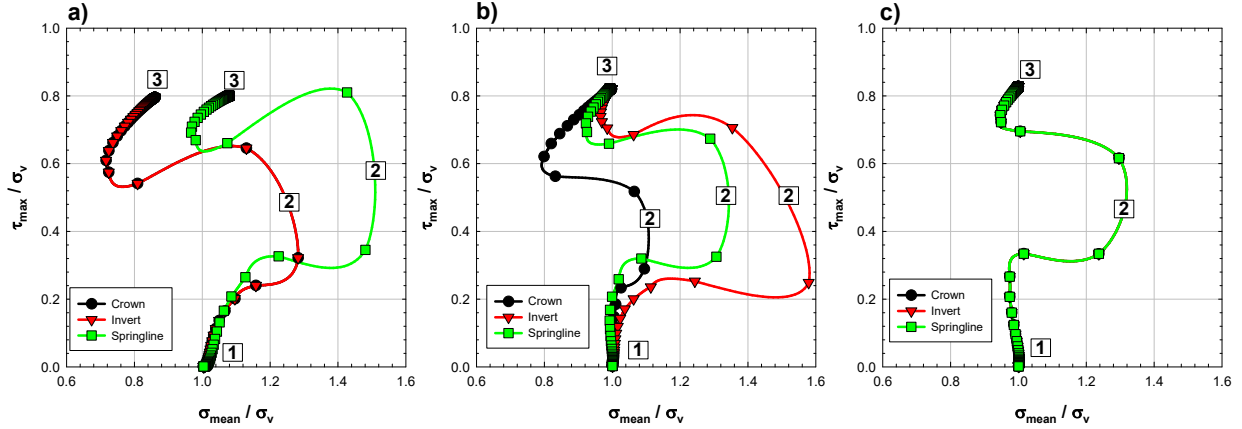 a)
1.0
0.8
0.6
0.4
0.2
0.0
τmax / σv
3
3
2
2
1
Crown
Invert
Springline
0.6 0.8 1.0 1.2 1.4 1.6
σmean / σv
b)
1.0
0.8
0.6
0.4
0.2
0.0
τmax / σv
3
2
2
2
1
Crown
Invert
Springline
0.6 0.8 1.0 1.2 1.4 1.6
σmean / σv
c)
1.0
0.8
0.6
0.4
0.2
0.0
τmax / σv
3
2
1
Crown
Invert
Springline
0.6 0.8 1.0 1.2 1.4 1.6
σmean / σv